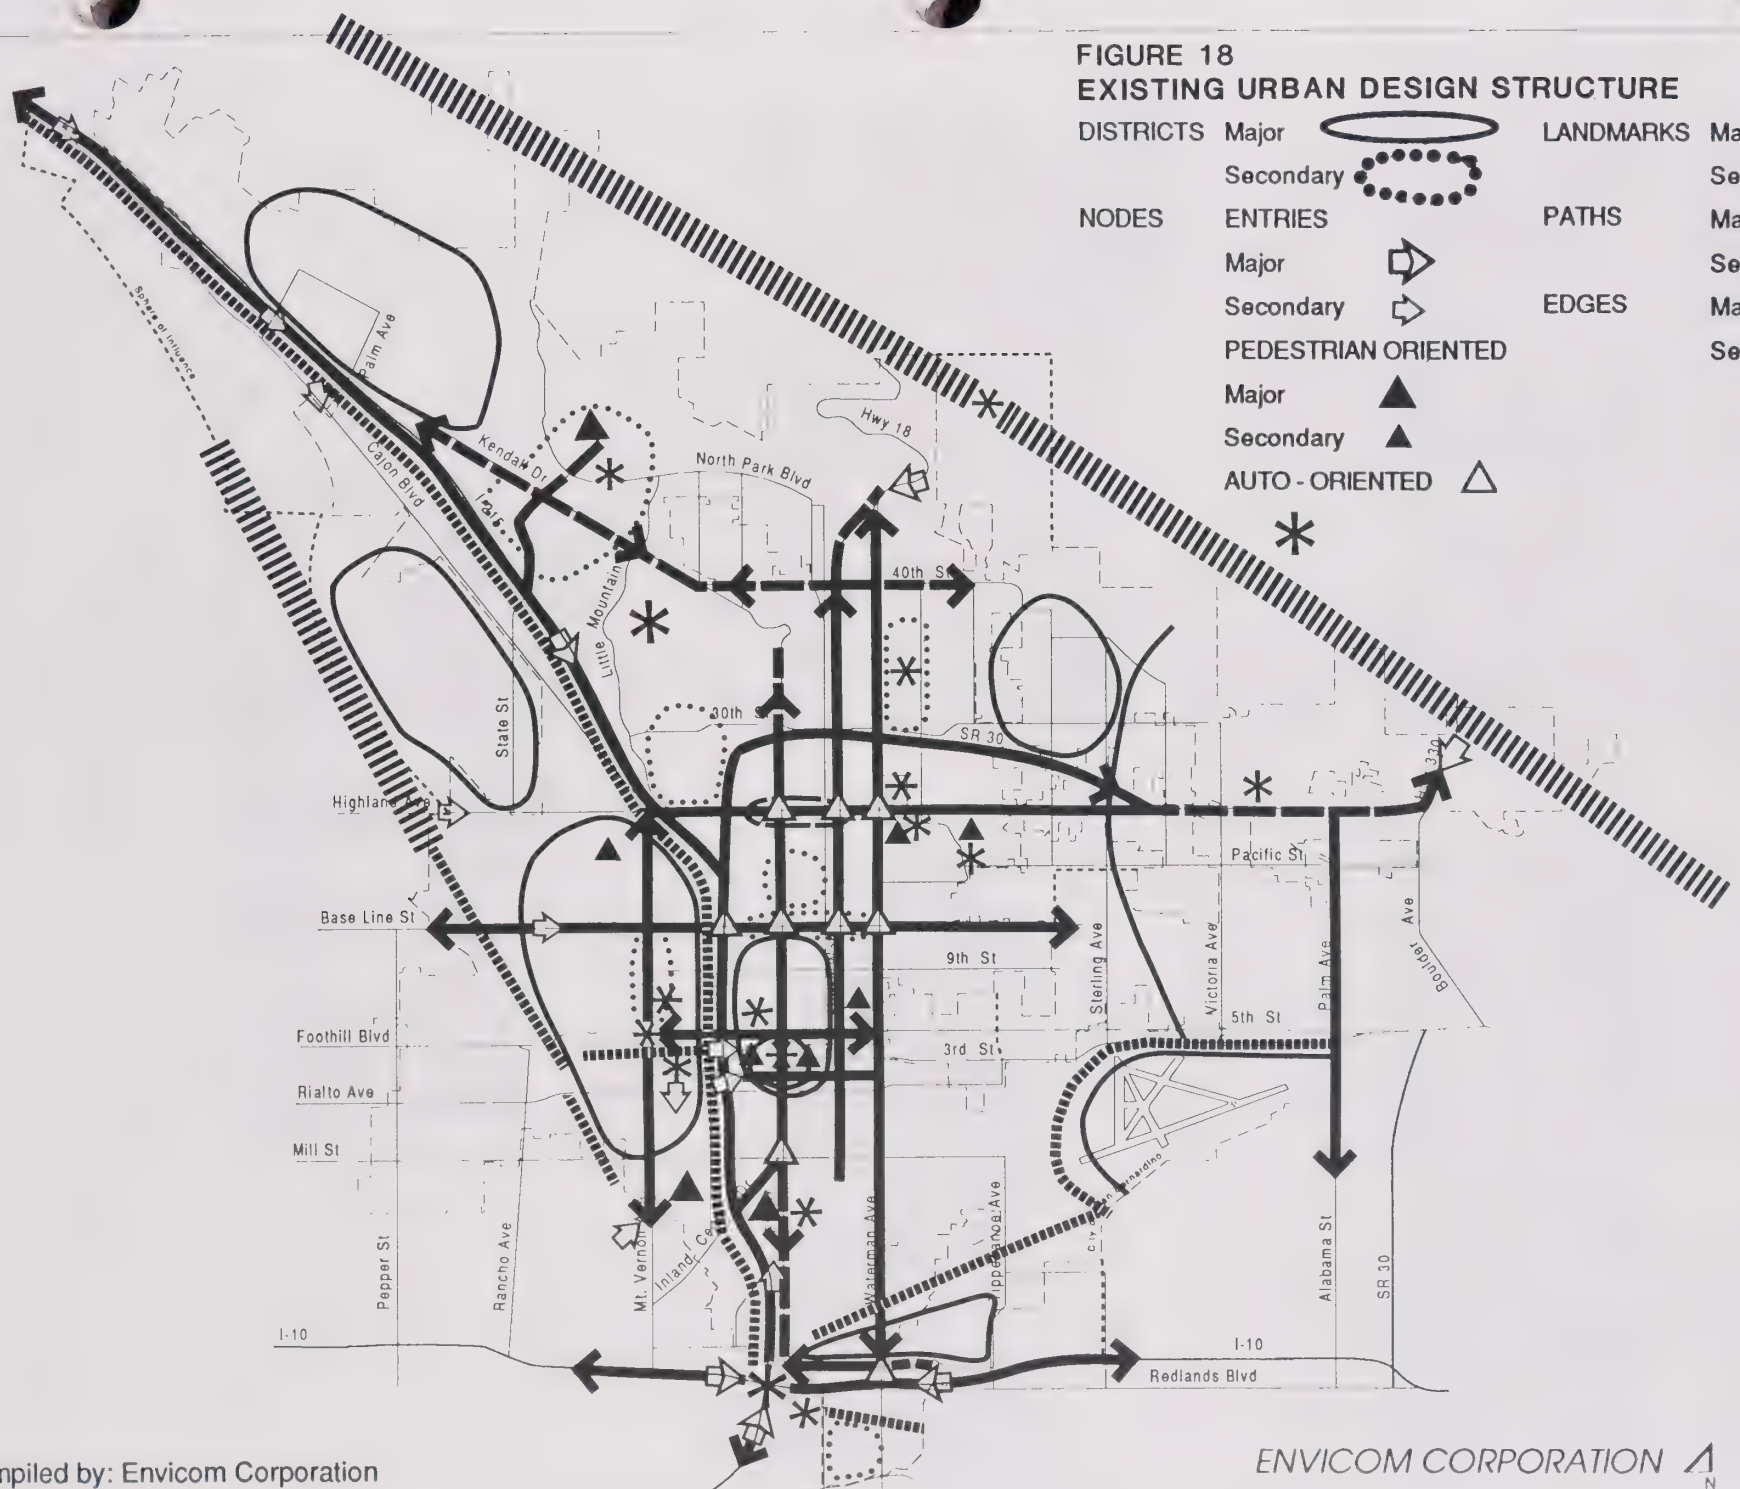 FIGURE 18
EXISTING URBAN DESIGN STRUCTURE
DISTRICTS Major LANDMARKS Ma
Secondary Se
NODES ENTRIES PATHS Ma
Major Se
Secondary EDGES Ma
PEDESTRIAN ORIENTED Se
Major
Secondary
AUTO - ORIENTED
Sphere of Influence
Palm Ave
Cajon Blvd
Kendall Dr
I-215
Hwy 18
North Park Blvd
40th St
Little Mountain
State St
30th St
SR 30
330
Highland Ave
Pacific St
Base Line St
9th St
Sterling Ave
Victoria Ave
Palm Ave
Boulder Ave
Foothill Blvd
5th St
3rd St
Rialto Ave
Mill St
Pepper St
Rancho Ave
Mt. Vernon
Inland
Waterman Ave
Tippecanoe Ave
Alabama St
SR 30
I-10
I-10
Redlands Blvd
mpiled by: Envicom Corporation
ENVICOM CORPORATION
N